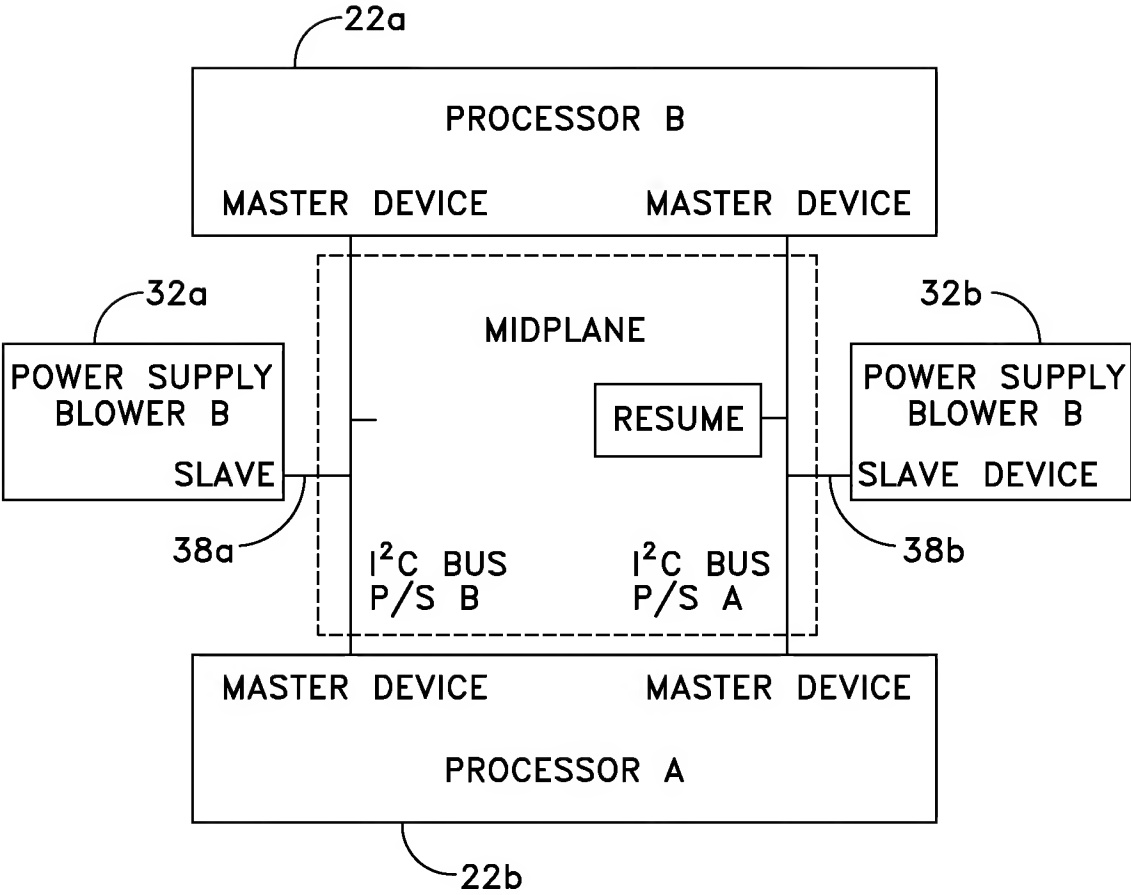 22a
PROCESSOR B
MASTER DEVICE
MASTER DEVICE
32a
32b
MIDPLANE
POWER SUPPLY
BLOWER B
SLAVE
RESUME
POWER SUPPLY
BLOWER B
SLAVE DEVICE
38a
38b
I²C BUS
P/S B
I²C BUS
P/S A
MASTER DEVICE
MASTER DEVICE
PROCESSOR A
22b